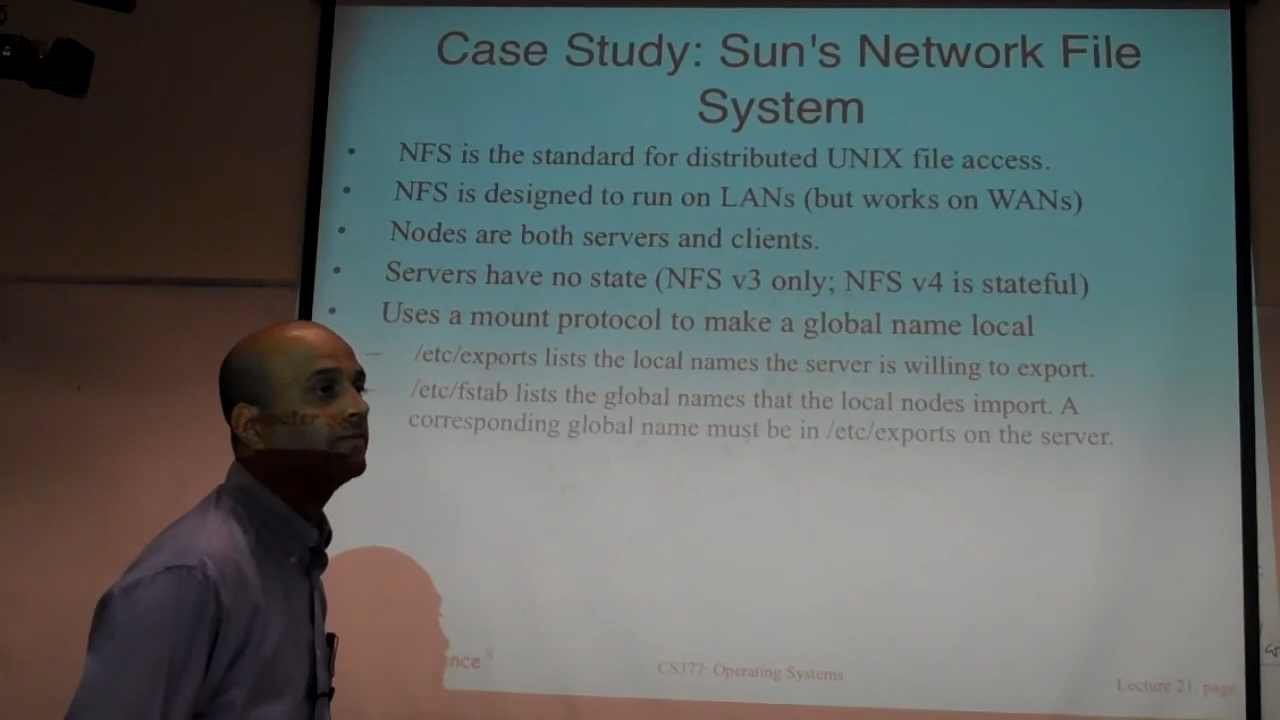 Case Study: Sun's Network File
System
• NFS is the standard for distributed UNIX file access.
• NFS is designed to run on LANs (but works on WANs)
• Nodes are both servers and clients.
• Servers have no state (NFS v3 only; NFS v4 is stateful)
• Uses a mount protocol to make a global name local
– /etc/exports lists the local names the server is willing to export.
– /etc/fstab lists the global names that the local nodes import. A
corresponding global name must be in /etc/exports on the server.
CS377: Operating Systems
Lecture 21, page